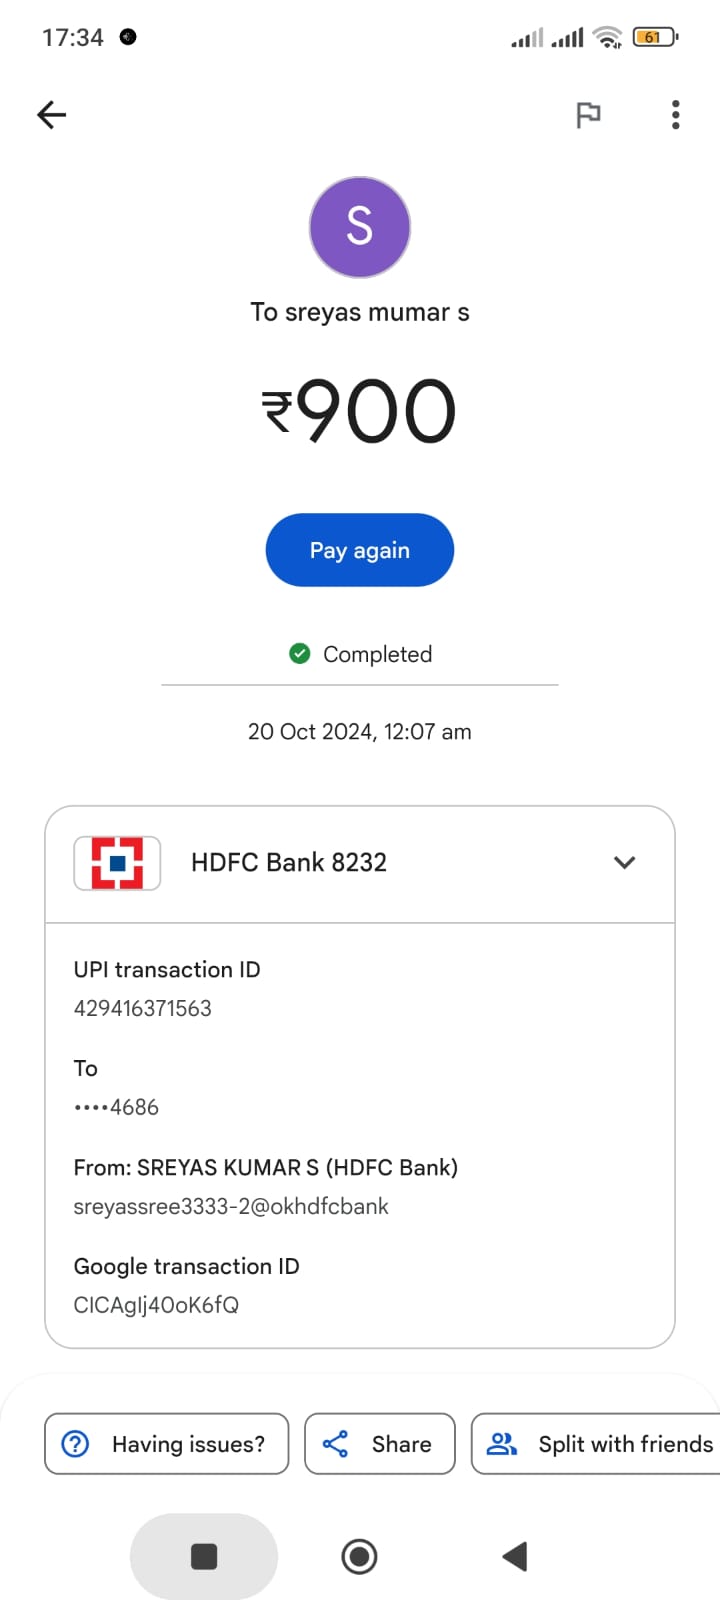 17:34
61
S
To sreyas mumar s
₹900
Pay again
Completed
20 Oct 2024, 12:07 am
HDFC Bank 8232
UPI transaction ID
429416371563
To
••••4686
From: SREYAS KUMAR S (HDFC Bank)
sreyassree3333-2@okhdfcbank
Google transaction ID
CICAgIj40oK6fQ
Having issues?
Share
Split with friends